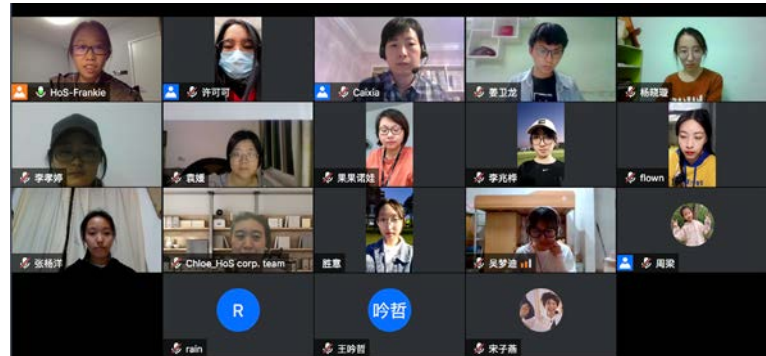 HoS-Frankie
许可可
Caixia
姜卫龙
杨晓璇
李孝婷
袁媛
果果诺娃
李兆桦
flown
张杨洋
Chloe_HoS corp. team
胜意
吴梦迪
周梁
R
rain
吟哲
王吟哲
宋子燕